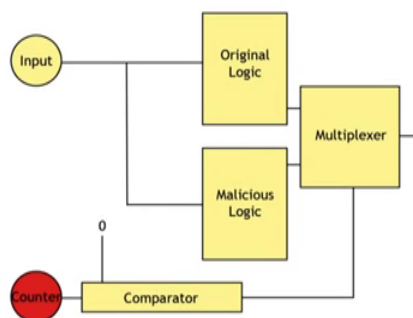 Input
Original
Logic
Multiplexer
Malicious
Logic
0
Counter
Comparator